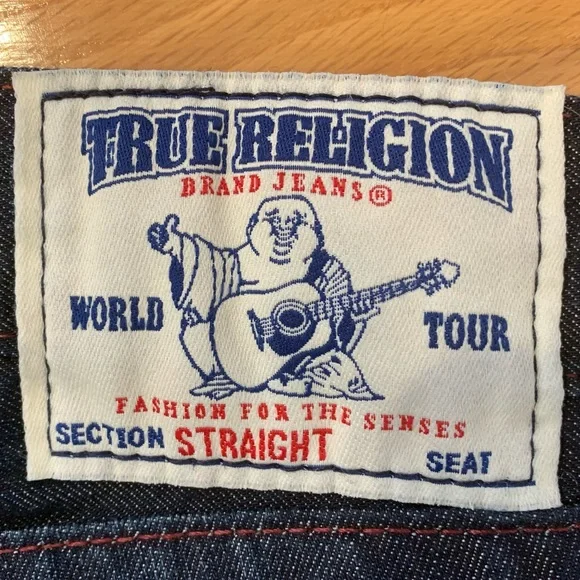 TRUE RELIGION
BRAND JEANS®
WORLD TOUR
FASHION FOR THE SENSES
SECTION STRAIGHT SEAT